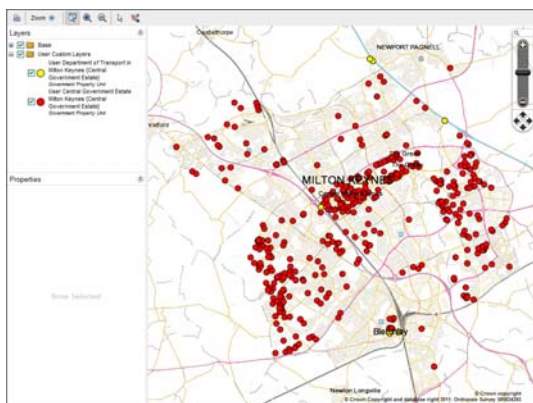 Zoom
Layers
Base
User Custom Layers
User Department of Transport in
Milton Keynes (Central
Government Estate)
Government Property Unit
User Central Government Estate
Milton Keynes (Central
Government Estate)
Government Property Unit
Properties
None Selected
NEWPORT PAGNELL
MILTON KEYNES
Newton Longville
© Crown copyright
© Crown Copyright and database right 2011. Ordnance Survey